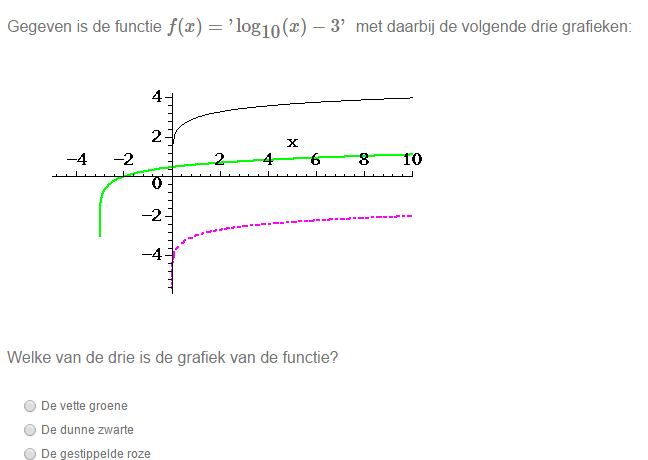 Gegeven is de functie f(x) = ’log10(x) − 3’ met daarbij de volgende drie grafieken:
4
2
x
−4 −2 2 4 6 8 10
0
−2
−4
Welke van de drie is de grafiek van de functie?
De vette groene
De dunne zwarte
De gestippelde roze